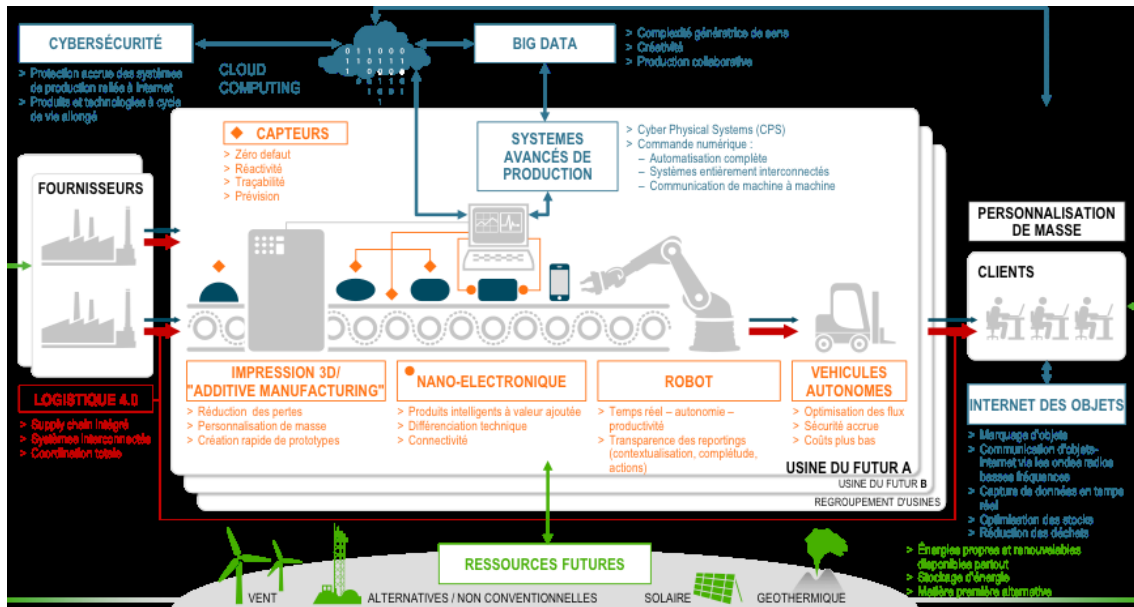 CYBERSÉCURITÉ
> Protection accrue des systèmes
de production reliée à Internet
> Produits et technologies à cycle
de vie allongé
CLOUD
COMPUTING
BIG DATA
> Complexité génératrice de sens
> Créativité
> Production collaborative
CAPTEURS
> Zéro defaut
> Réactivité
> Traçabilité
> Prévision
SYSTEMES
AVANCÉS DE
PRODUCTION
> Cyber Physical Systems (CPS)
> Commande numérique :
– Automatisation complète
– Systèmes entièrement interconnectés
– Communication de machine à machine
FOURNISSEURS
PERSONNALISATION
DE MASSE
CLIENTS
IMPRESSION 3D/
"ADDITIVE MANUFACTURING"
> Réduction des pertes
> Personnalisation de masse
> Création rapide de prototypes
NANO-ELECTRONIQUE
> Produits intelligents à valeur ajoutée
> Différenciation technique
> Connectivité
ROBOT
> Temps réel – autonomie –
productivité
> Transparence des reportings
(contextualisation, complétude,
actions)
VEHICULES
AUTONOMES
> Optimisation des flux
> Sécurité accrue
> Coûts plus bas
LOGISTIQUE 4.0
> Supply chain intégré
> Systèmes interconnectés
> Coordination totale
INTERNET DES OBJETS
> Marquage d'objets
> Communication d'objets-
Internet via les ondes radios
basses fréquences
> Capture de données en temps
réel
> Optimisation des stocks
> Réduction des déchets
USINE DU FUTUR A
USINE DU FUTUR B
REGROUPEMENT D'USINES
RESSOURCES FUTURES
> Énergies propres et renouvelables
disponibles partout
> Stockage d'énergie
> Matière première alternative
VENT
ALTERNATIVES / NON CONVENTIONNELLES
SOLAIRE
GEOTHERMIQUE